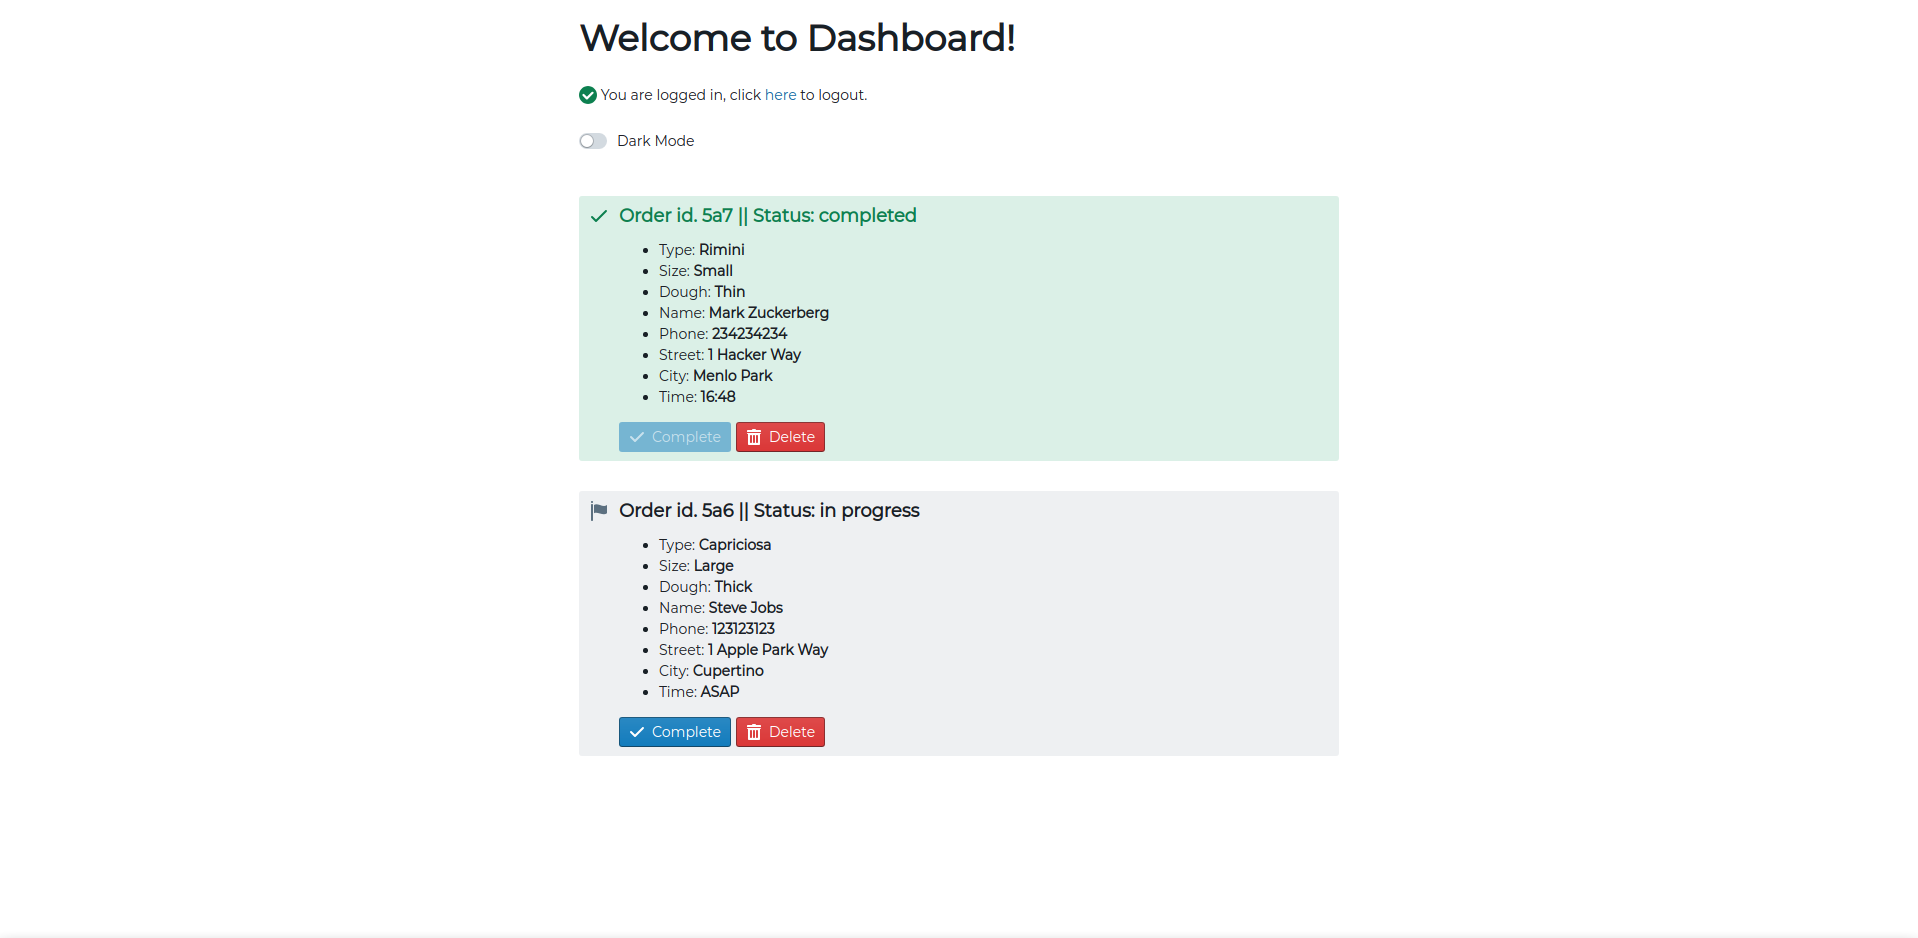 Welcome to Dashboard!
You are logged in, click here to logout.
Dark Mode
Order id. 5a7 || Status: completed
Type: Rimini
Size: Small
Dough: Thin
Name: Mark Zuckerberg
Phone: 234234234
Street: 1 Hacker Way
City: Menlo Park
Time: 16:48
Complete Delete
Order id. 5a6 || Status: in progress
Type: Capriciosa
Size: Large
Dough: Thick
Name: Steve Jobs
Phone: 123123123
Street: 1 Apple Park Way
City: Cupertino
Time: ASAP
Complete Delete